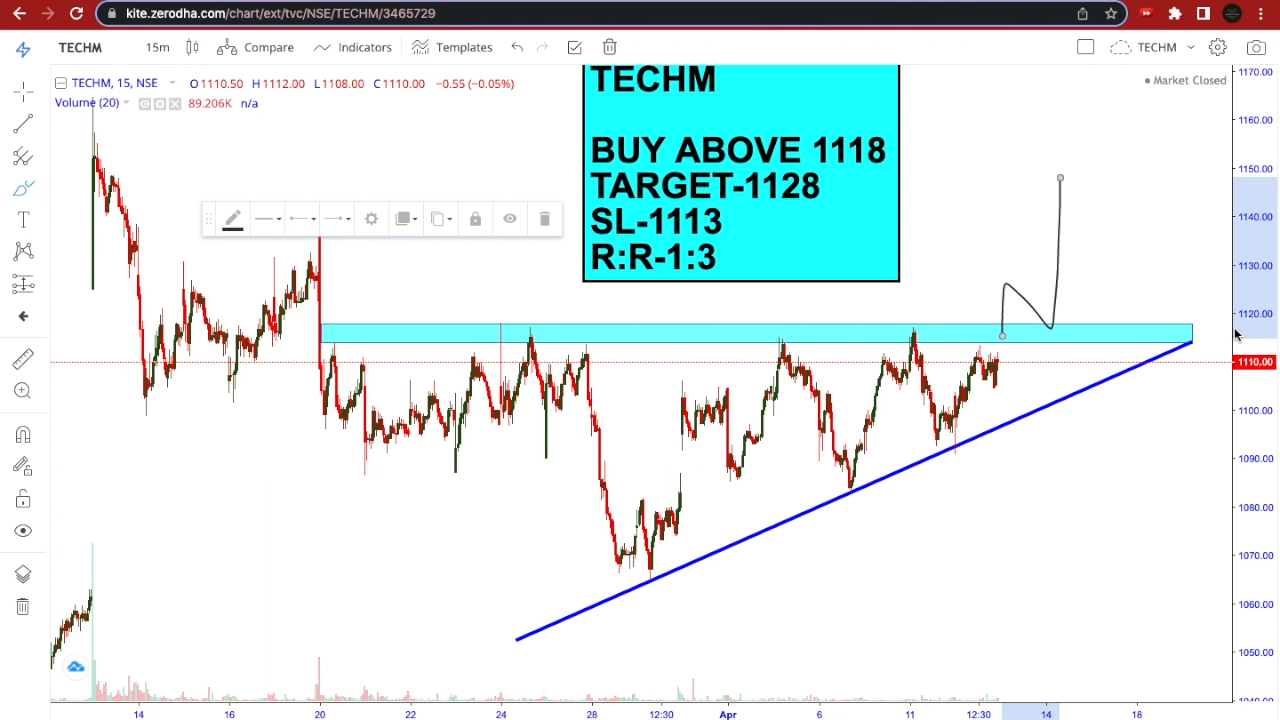 kite.zerodha.com/chart/ext/tvc/NSE/TECHM/3465729
TECHM 15m Compare Indicators Templates TECHM
TECHM, 15, NSE O 1110.50 H 1112.00 L 1108.00 C 1110.00 −0.55 (−0.05%)
Market Closed
Volume (20) 89.206K n/a
TECHM
BUY ABOVE 1118
TARGET-1128
SL-1113
R:R-1:3
1170.00
1160.00
1150.00
1140.00
1130.00
1120.00
1110.00
1100.00
1090.00
1080.00
1070.00
1060.00
1050.00
14 16 20 22 24 28 12:30 Apr 6 11 12:30 14 18